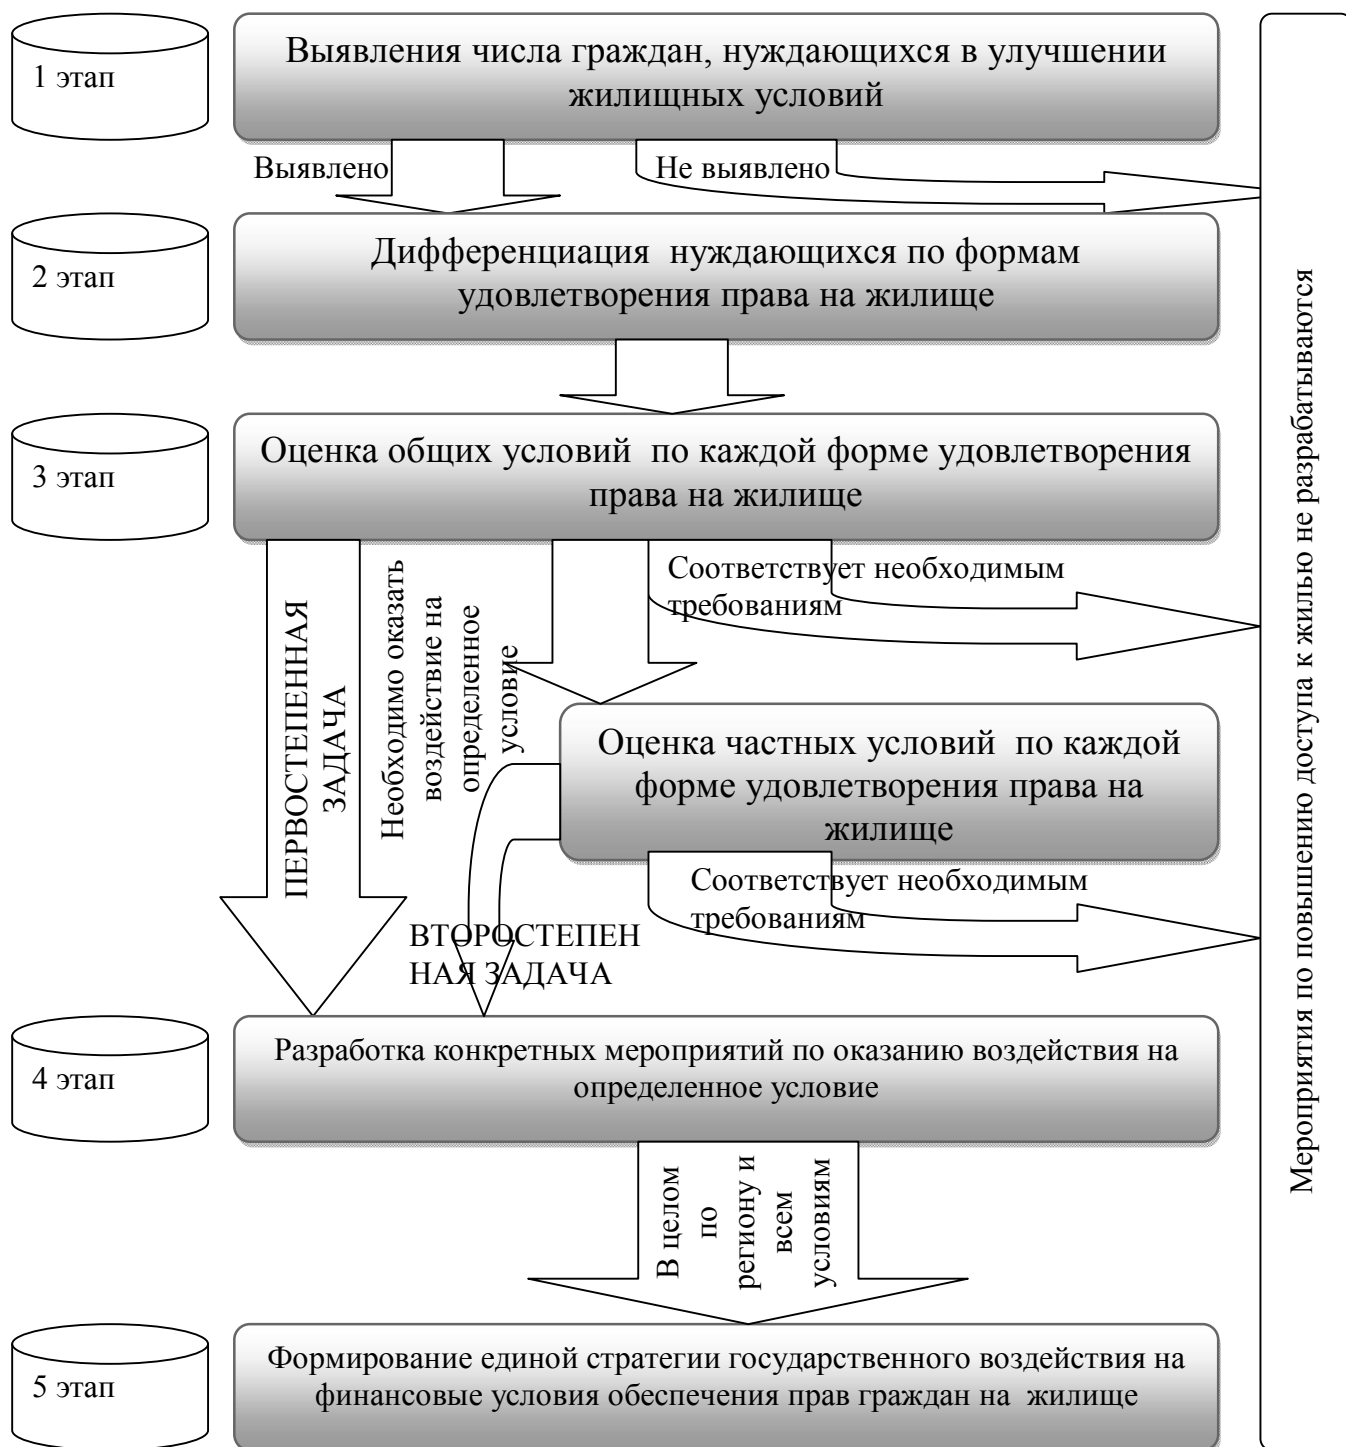 1 этап
Выявления числа граждан, нуждающихся в улучшении
жилищных условий
Выявлено
Не выявлено
2 этап
Дифференциация нуждающихся по формам
удовлетворения права на жилище
3 этап
Оценка общих условий по каждой форме удовлетворения
права на жилище
ПЕРВОСТЕПЕННАЯ
ЗАДАЧА
Необходимо оказать
воздействие на
определенное
условие
Соответствует необходимым
требованиям
Оценка частных условий по каждой
форме удовлетворения права на
жилище
Соответствует необходимым
требованиям
ВТОРОСТЕПЕН
НАЯ ЗАДАЧА
4 этап
Разработка конкретных мероприятий по оказанию воздействия на
определенное условие
В целом
по
региону и
всем
условиям
5 этап
Формирование единой стратегии государственного воздействия на
финансовые условия обеспечения прав граждан на жилище
Мероприятия по повышению доступа к жилью не разрабатываются